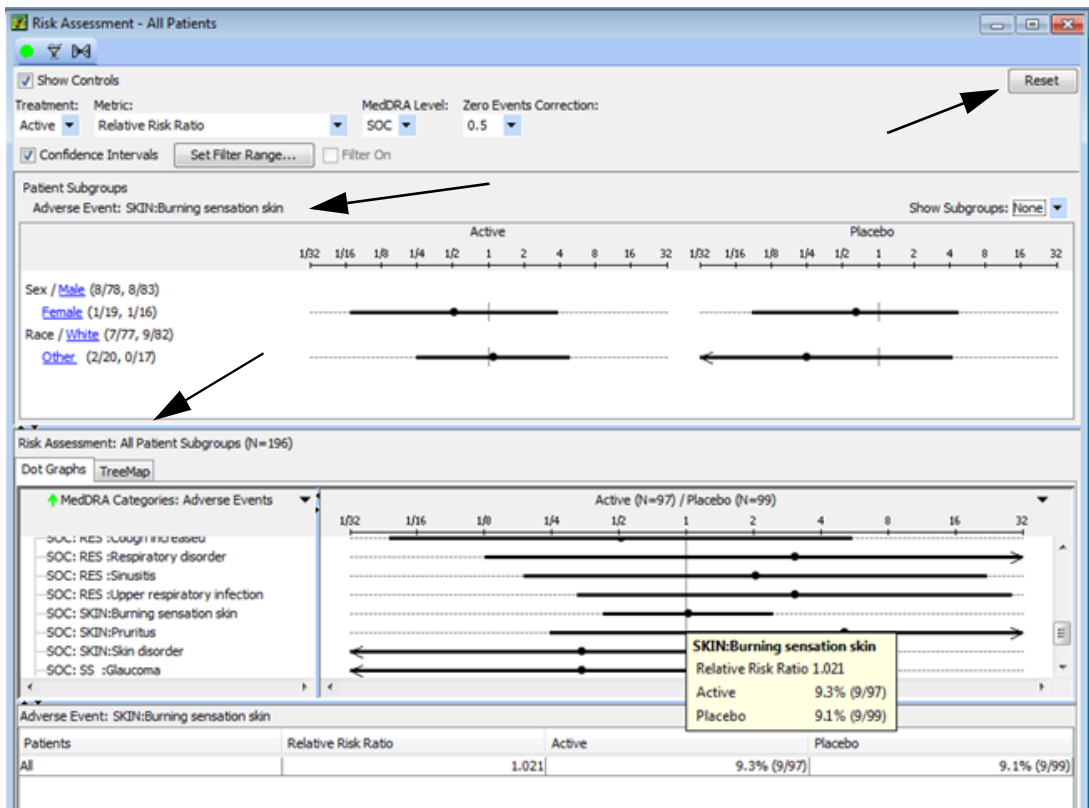 Risk Assessment - All Patients
Show Controls
Reset
Treatment: Metric: MedDRA Level: Zero Events Correction:
Active Relative Risk Ratio SOC 0.5
Confidence Intervals Set Filter Range... Filter On
Patient Subgroups
Adverse Event: SKIN:Burning sensation skin
Show Subgroups: None
Active Placebo
1/32 1/16 1/8 1/4 1/2 1 2 4 8 16 32 1/32 1/16 1/8 1/4 1/2 1 2 4 8 16 32
Sex / Male (8/78, 8/83)
Female (1/19, 1/16)
Race / White (7/77, 9/82)
Other (2/20, 0/17)
Risk Assessment: All Patient Subgroups (N=196)
Dot Graphs TreeMap
MedDRA Categories: Adverse Events Active (N=97) / Placebo (N=99)
1/32 1/16 1/8 1/4 1/2 1 2 4 8 16 32
SOC: RES :Cough increased
SOC: RES :Respiratory disorder
SOC: RES :Sinusitis
SOC: RES :Upper respiratory infection
SOC: SKIN:Burning sensation skin
SOC: SKIN:Pruritus
SOC: SKIN:Skin disorder
SOC: SS :Glaucoma
SKIN:Burning sensation skin
Relative Risk Ratio 1.021
Active 9.3% (9/97)
Placebo 9.1% (9/99)
Adverse Event: SKIN:Burning sensation skin
Patients Relative Risk Ratio Active Placebo
All 1.021 9.3% (9/97) 9.1% (9/99)